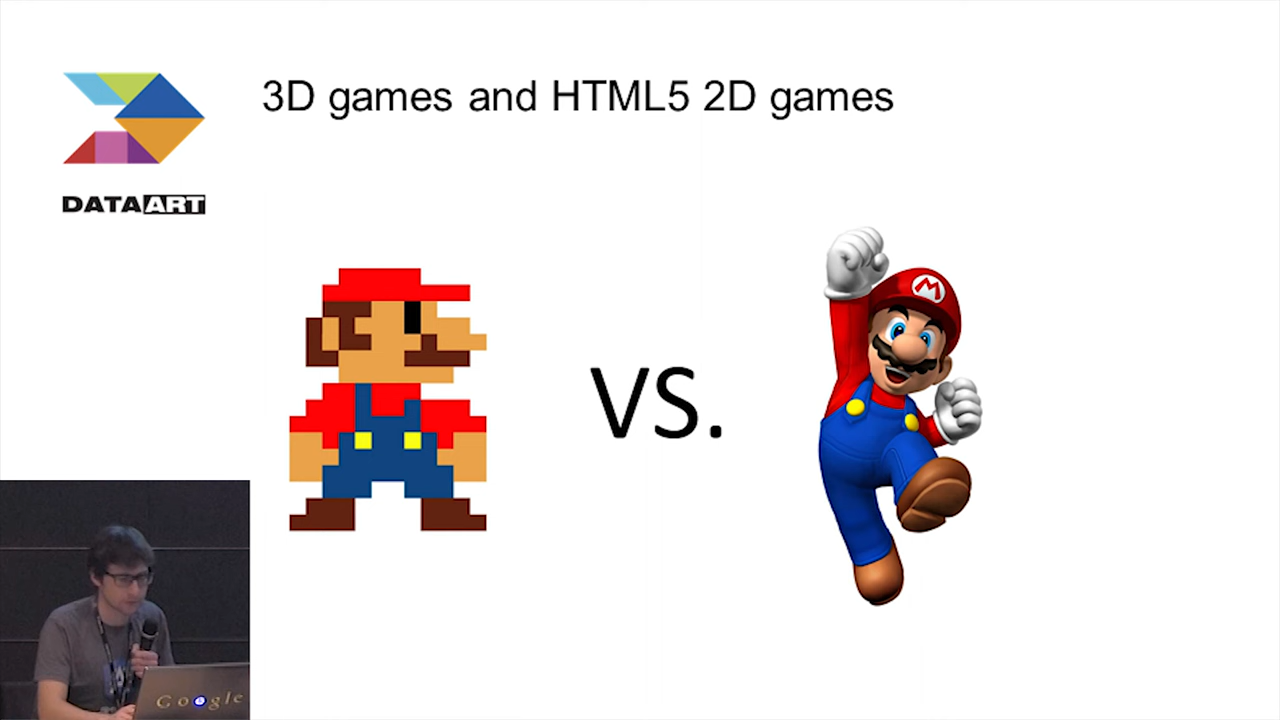 3D games and HTML5 2D games
DATAART
VS.
M
Google